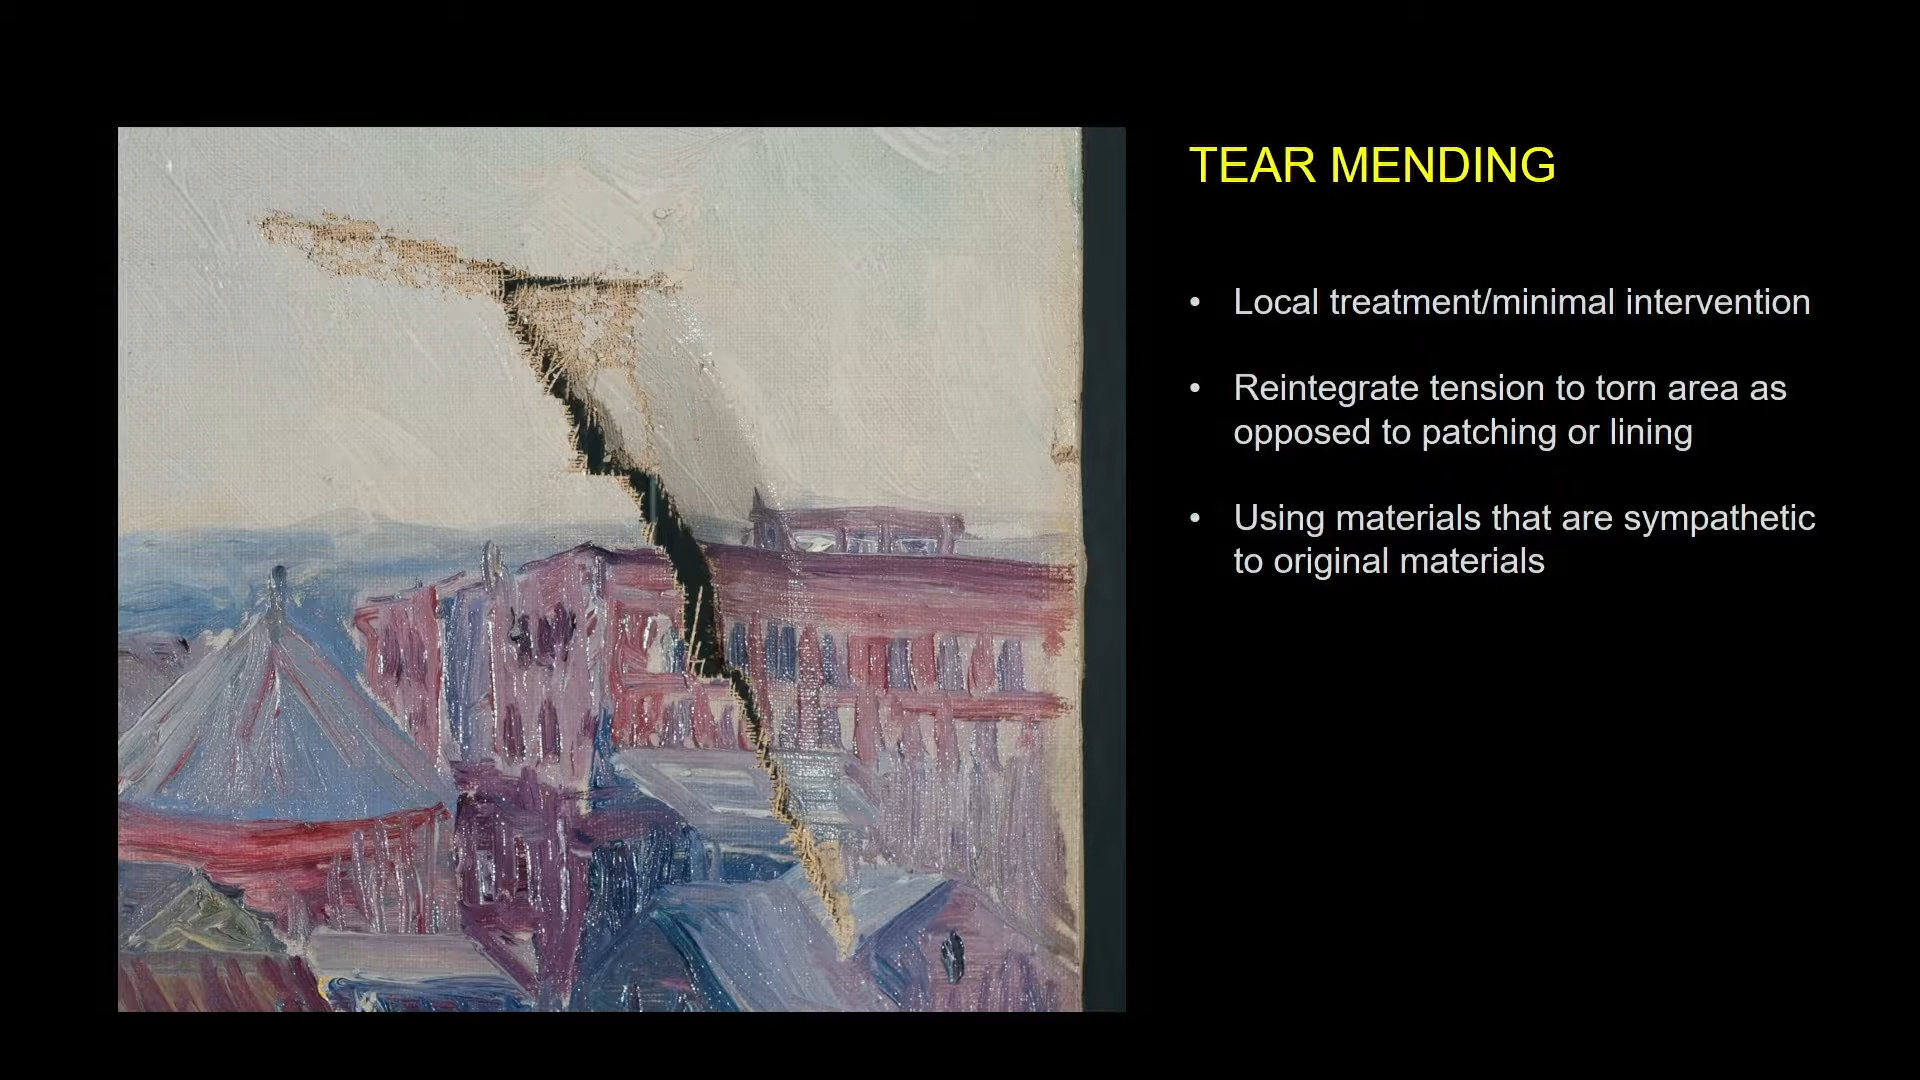 TEAR MENDING
• Local treatment/minimal intervention
• Reintegrate tension to torn area as
opposed to patching or lining
• Using materials that are sympathetic
to original materials